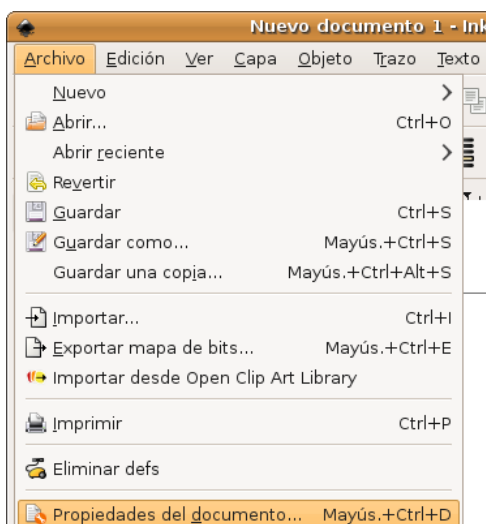 Nuevo documento 1 - Ink
Archivo Edición Ver Capa Objeto Trazo Texto
Nuevo
Abrir... Ctrl+O
Abrir reciente
Revertir
Guardar Ctrl+S
Guardar como... Mayús.+Ctrl+S
Guardar una copia... Mayús.+Ctrl+Alt+S
Importar... Ctrl+I
Exportar mapa de bits... Mayús.+Ctrl+E
Importar desde Open Clip Art Library
Imprimir Ctrl+P
Eliminar defs
Propiedades del documento... Mayús.+Ctrl+D